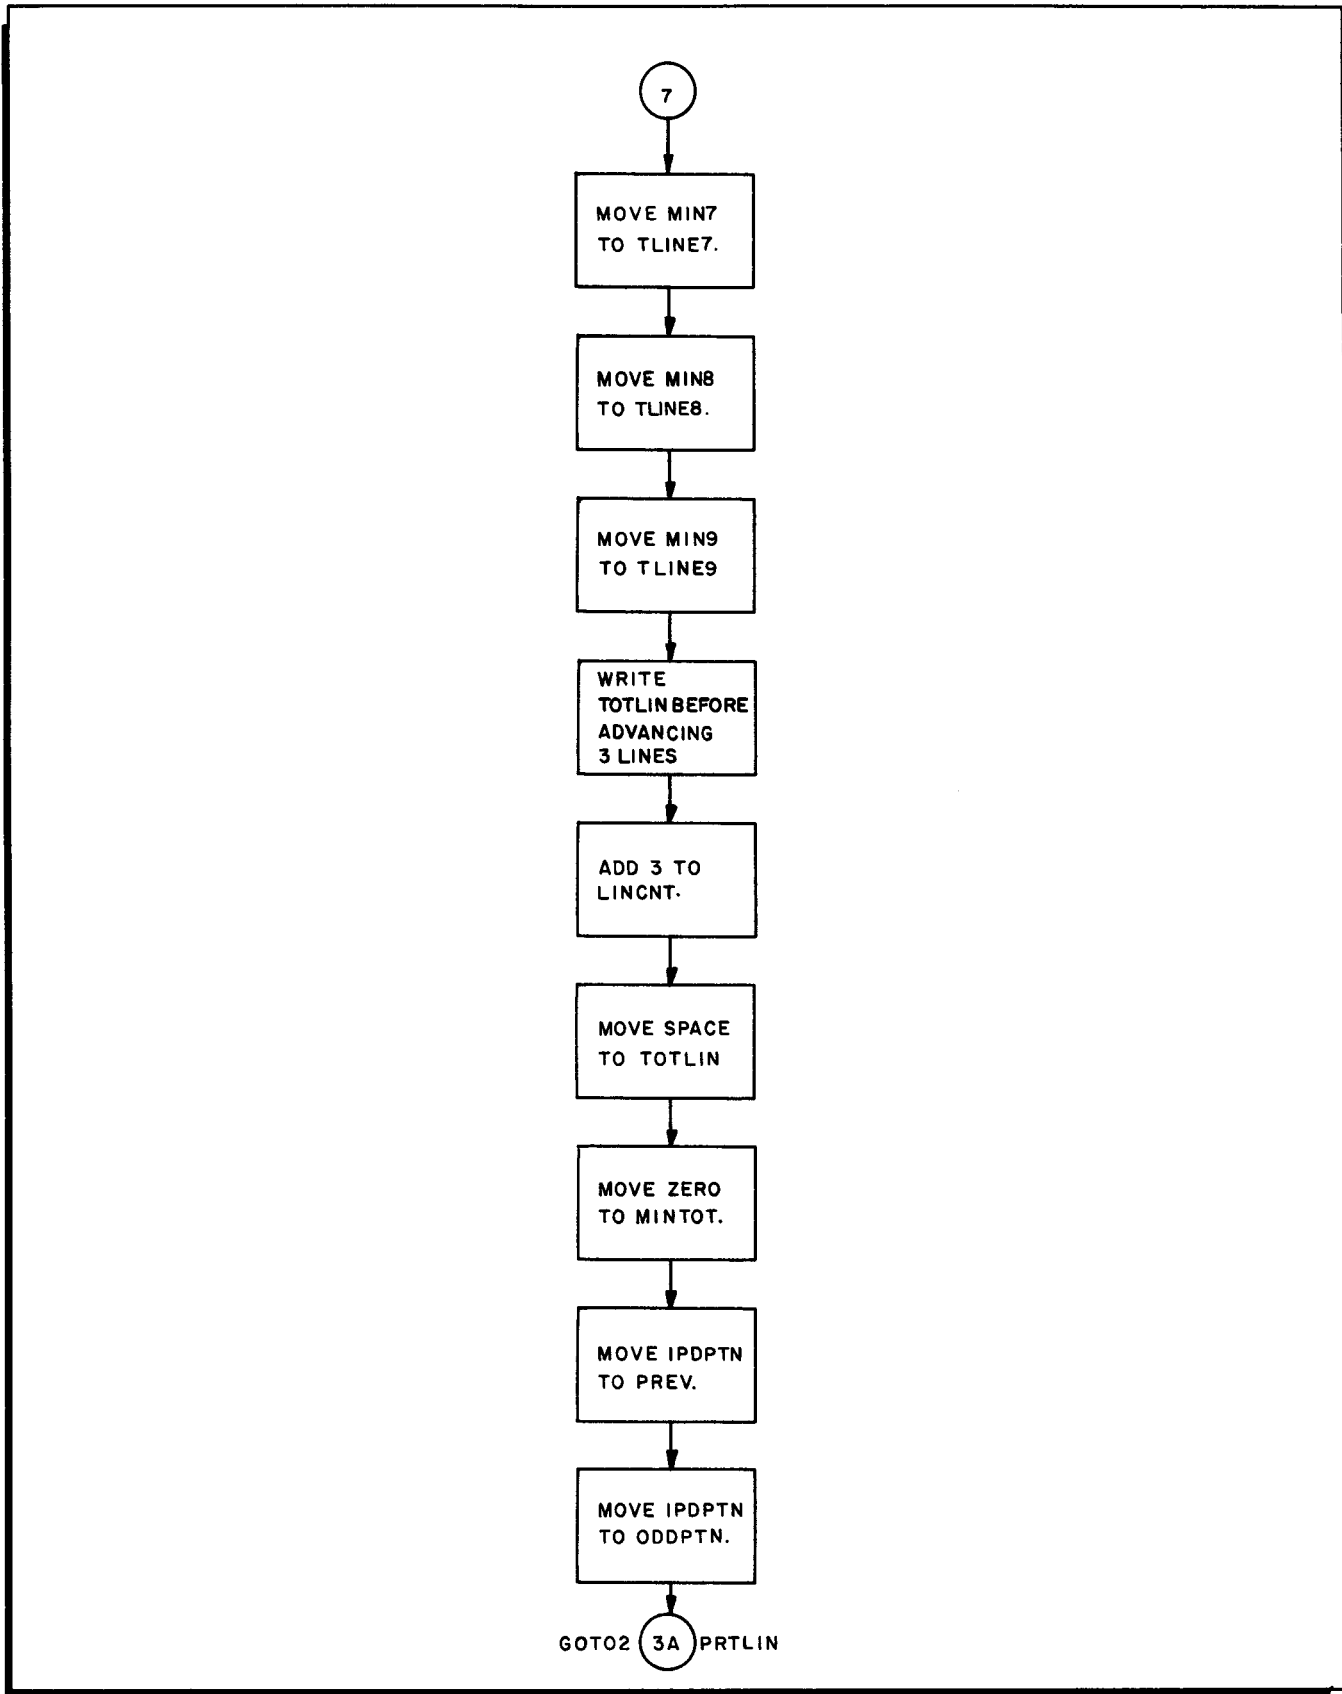 7
MOVE MIN7
TO TLINE7.
MOVE MIN8
TO TLINE8.
MOVE MIN9
TO TLINE9
WRITE
TOTLIN BEFORE
ADVANCING
3 LINES
ADD 3 TO
LINCNT.
MOVE SPACE
TO TOTLIN
MOVE ZERO
TO MINTOT.
MOVE IPDPTN
TO PREV.
MOVE IPDPTN
TO ODDPTN.
GOTO2 3A PRTLIN